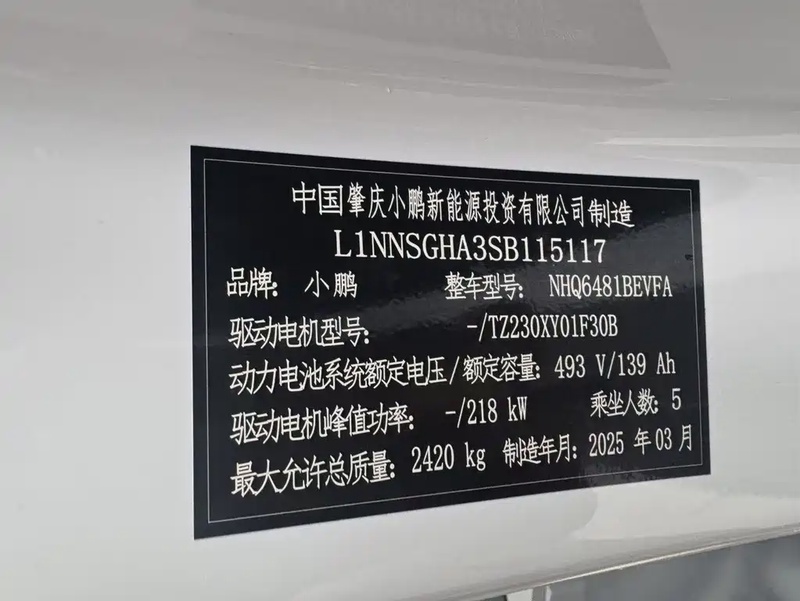 中国肇庆小鹏新能源投资有限公司制造
L1NNSGHA3SB115117
品牌: 小鹏 整车型号: NHQ6481BEVFA
驱动电机型号: -/TZ230XY01F30B
动力电池系统额定电压/额定容量: 493 V/139 Ah
驱动电机峰值功率: -/218 kW 乘坐人数: 5
最大允许总质量: 2420 kg 制造年月: 2025 年 03 月